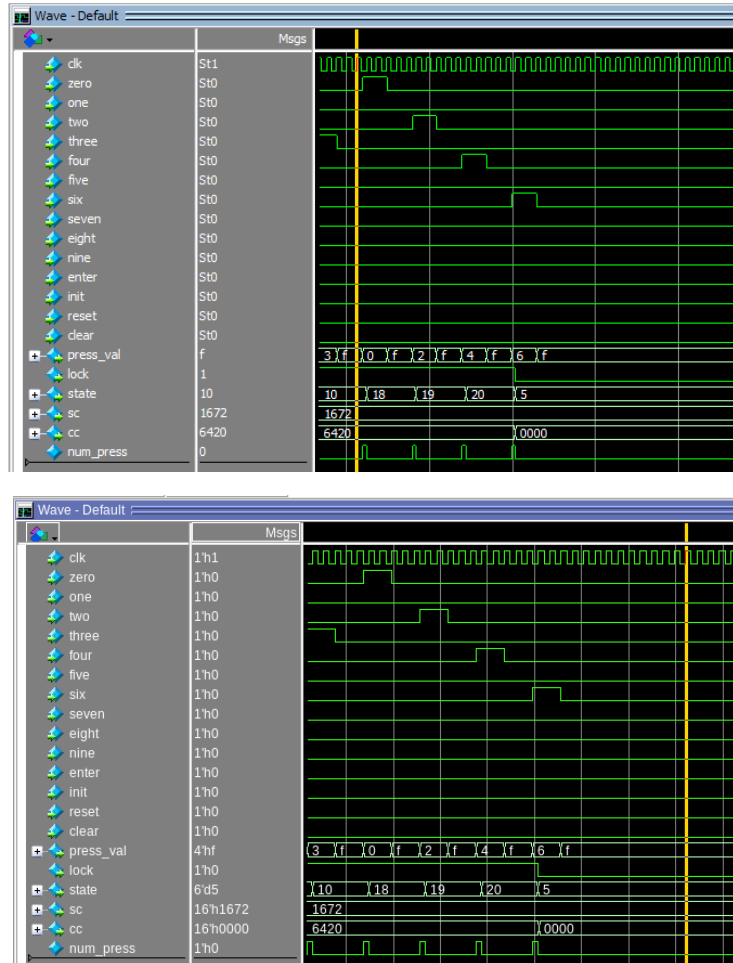 Wave - Default
Msgs
clk St1
zero St0
one St0
two St0
three St0
four St0
five St0
six St0
seven St0
eight St0
nine St0
enter St0
init St0
reset St0
clear St0
press_val f 3 f 0 f 2 f 4 f 6 f
lock 1
state 10 10 18 19 20 5
sc 1672 1672
cc 6420 6420 0000
num_press 0
Wave - Default
Msgs
clk 1'h1
zero 1'h0
one 1'h0
two 1'h0
three 1'h0
four 1'h0
five 1'h0
six 1'h0
seven 1'h0
eight 1'h0
nine 1'h0
enter 1'h0
init 1'h0
reset 1'h0
clear 1'h0
press_val 4'hf 3 f 0 f 2 f 4 f 6 f
lock 1'h0
state 6'd5 10 18 19 20 5
sc 16'h1672 1672
cc 16'h0000 6420 0000
num_press 1'h0